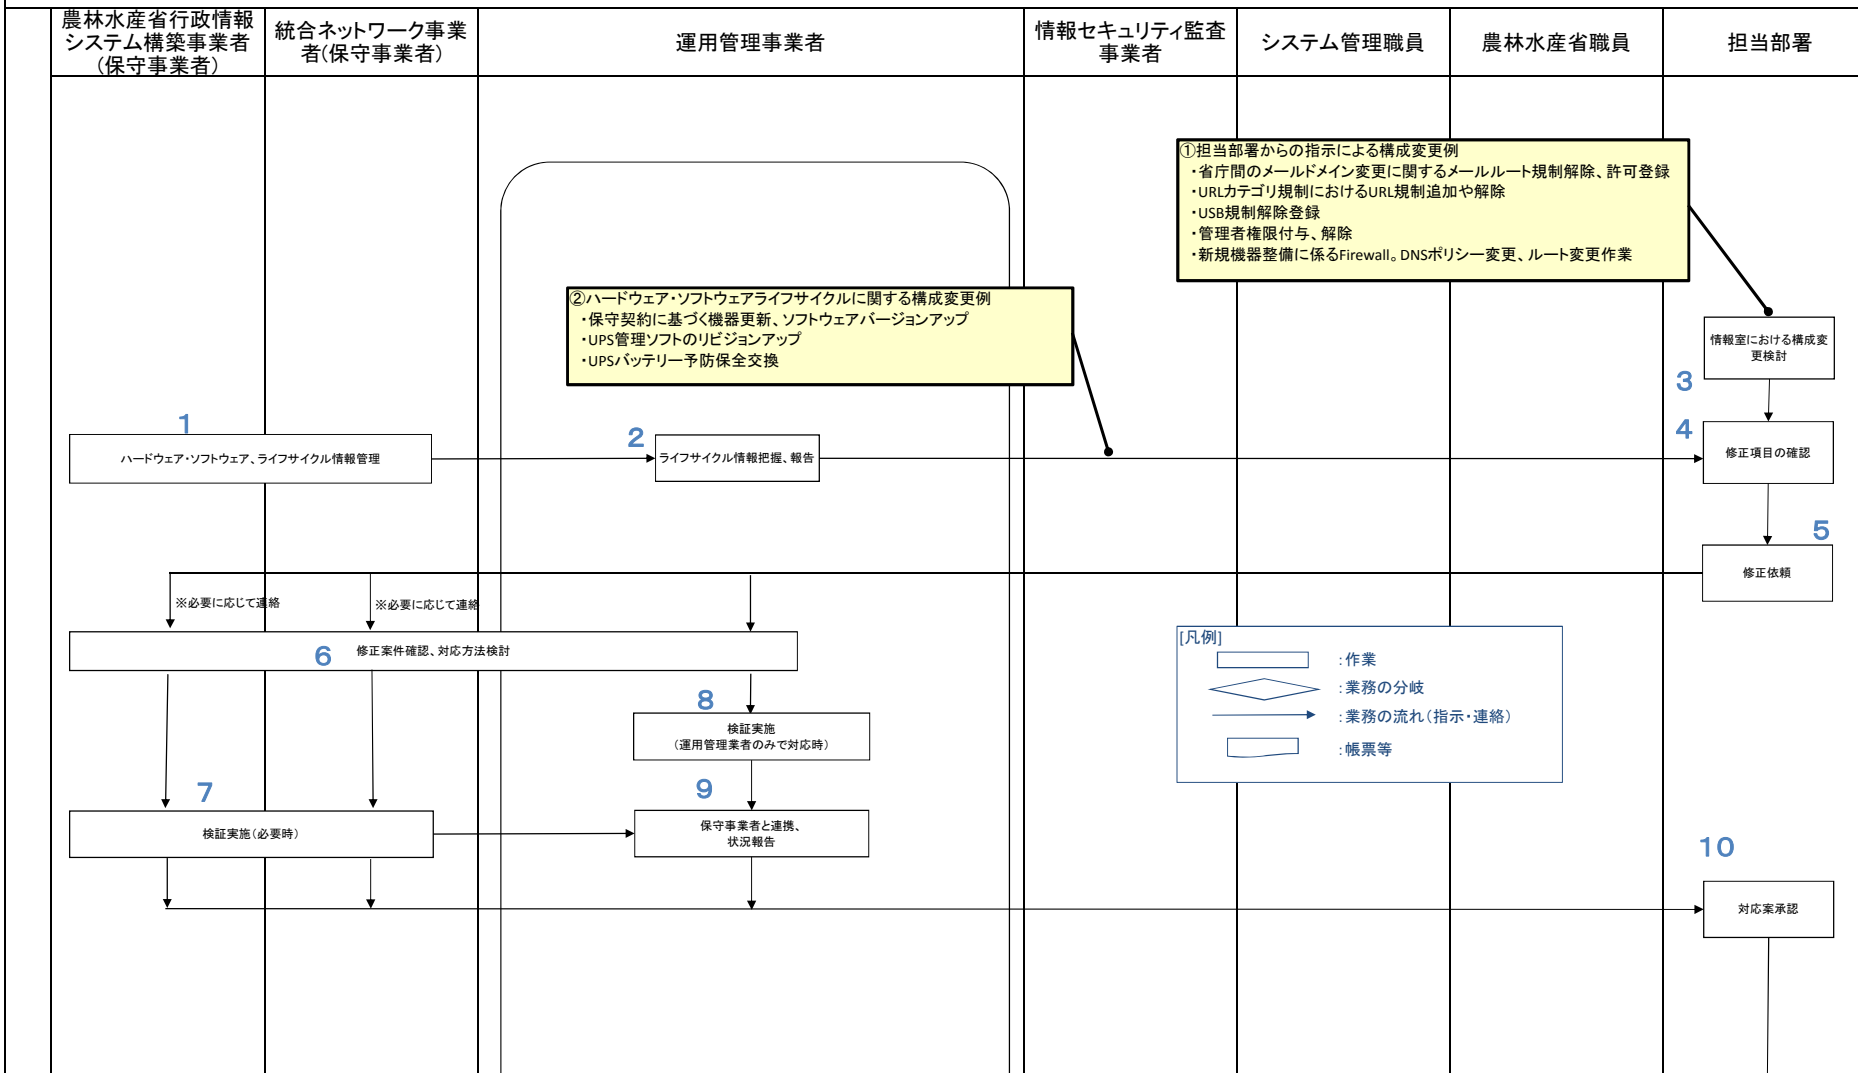 農林水産省行政情報
システム構築事業者
(保守事業者)
統合ネットワーク事業
者(保守事業者)
運用管理事業者
情報セキュリティ監査
事業者
システム管理職員
農林水産省職員
担当部署
①担当部署からの指示による構成変更例
・省庁間のメールドメイン変更に関するメールルート規制解除、許可登録
・URLカテゴリ規制におけるURL規制追加や解除
・USB規制解除登録
・管理者権限付与、解除
・新規機器整備に係るFirewall。DNSポリシー変更、ルート変更作業
②ハードウェア・ソフトウェアライフサイクルに関する構成変更例
・保守契約に基づく機器更新、ソフトウェアバージョンアップ
・UPS管理ソフトのリビジョンアップ
・UPSバッテリー予防保全交換
情報室における構成変
更検討
3
1
ハードウェア・ソフトウェア、ライフサイクル情報管理
2
ライフサイクル情報把握、報告
4
修正項目の確認
5
修正依頼
※必要に応じて連絡
※必要に応じて連絡
6
修正案件確認、対応方法検討
[凡例]
：作業
：業務の分岐
：業務の流れ（指示・連絡）
：帳票等
8
検証実施
（運用管理業者のみで対応時）
7
検証実施（必要時）
9
保守事業者と連携、
状況報告
10
対応案承認